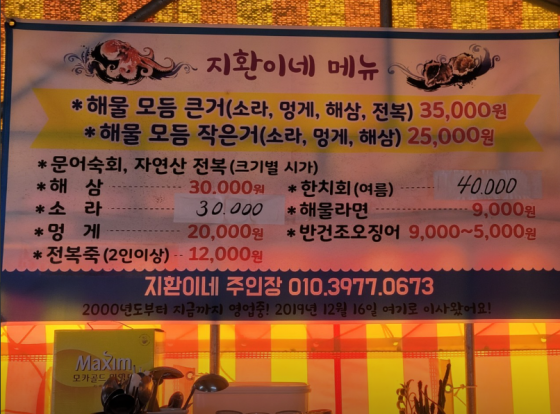 지환이네 메뉴
*해물 모듬 큰거(소라, 멍게, 해삼, 전복) 35,000원
*해물 모듬 작은거(소라, 멍게, 해삼) 25,000원
*문어숙회, 자연산 전복(크기별 시가)
*해 삼 ---------- 30.000원
*소 라 ---------- 30.000
*멍 게 ---------- 20,000원
*전복죽(2인이상) -- 12,000원
*한치회(여름) ---- 40.000
*해물라면 -------- 9,000원
*반건조오징어 9,000~5,000원
지환이네 주인장 010.3977.0673
2000년도부터 지금까지 영업중! 2019년 12월 16일 여기로 이사왔어요!
Maxim
모카골드